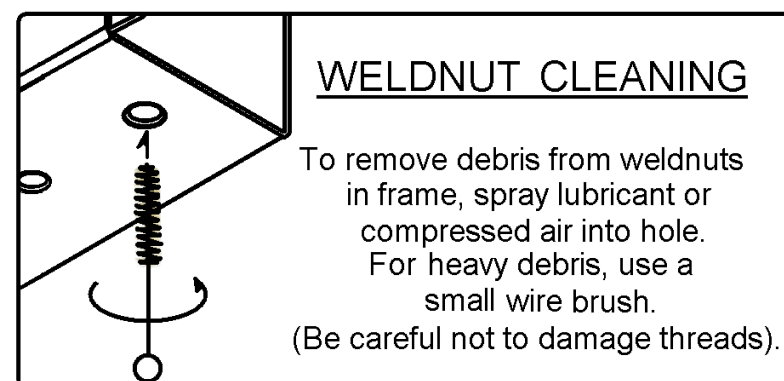 WELDNUT CLEANING
To remove debris from weldnuts
in frame, spray lubricant or
compressed air into hole.
For heavy debris, use a
small wire brush.
(Be careful not to damage threads).